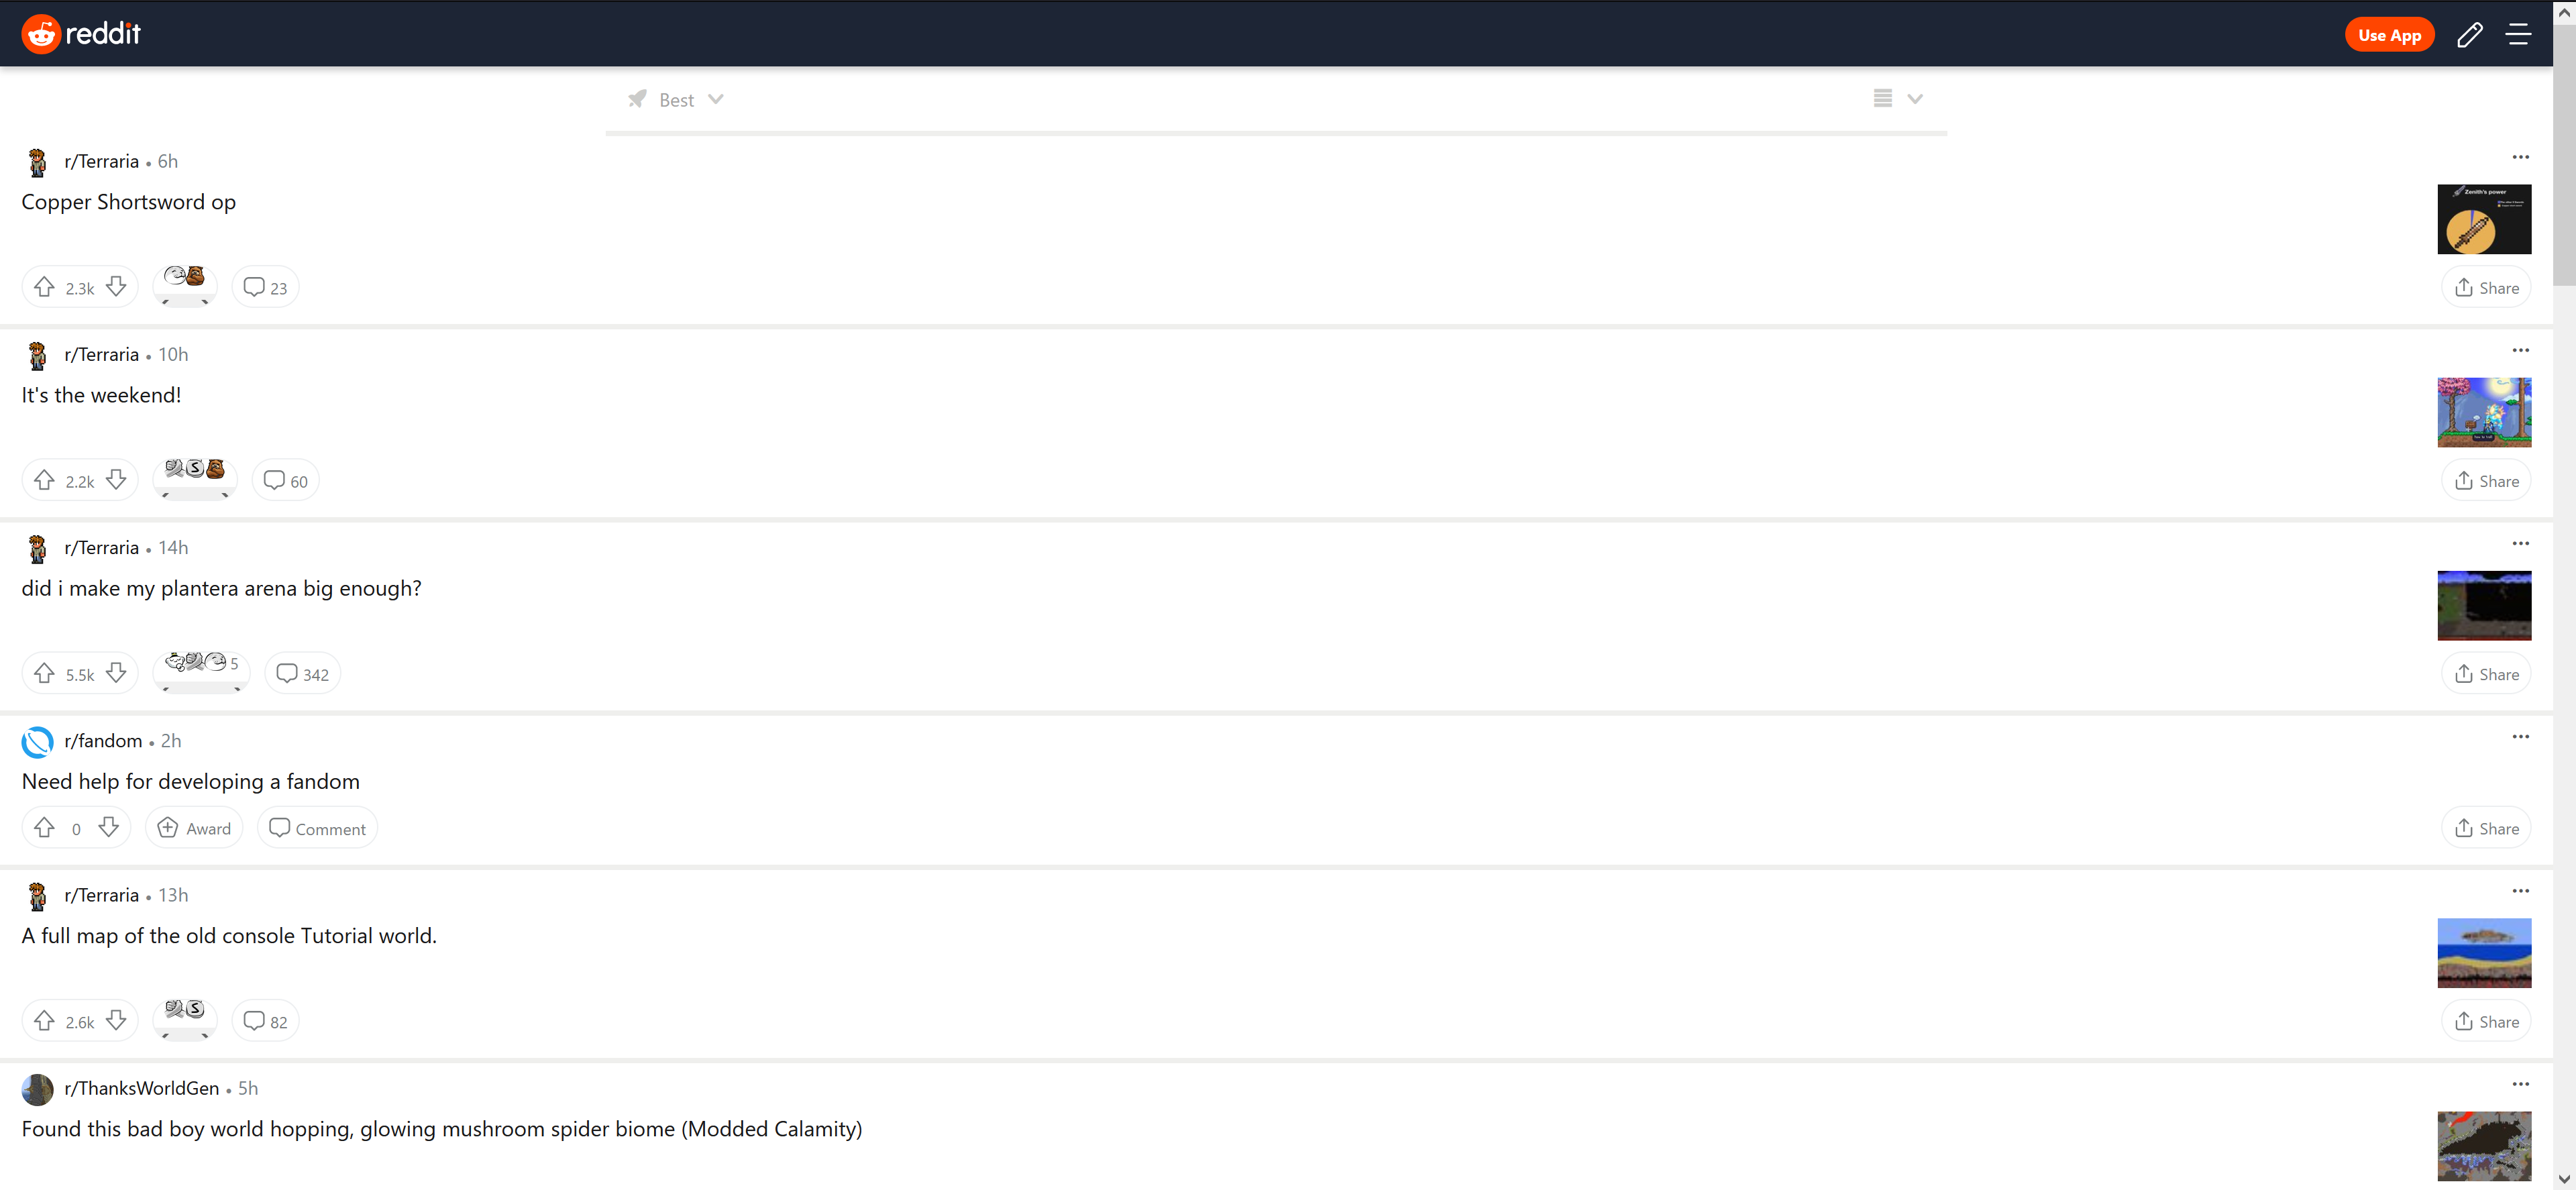 reddit
Use App
Best
r/Terraria • 6h
Copper Shortsword op
Zenith's power
2.3k
23
Share
r/Terraria • 10h
It's the weekend!
2.2k
S
60
Share
r/Terraria • 14h
did i make my plantera arena big enough?
5.5k
5
342
Share
r/fandom • 2h
Need help for developing a fandom
0
Award
Comment
Share
r/Terraria • 13h
A full map of the old console Tutorial world.
2.6k
S
82
Share
r/ThanksWorldGen • 5h
Found this bad boy world hopping, glowing mushroom spider biome (Modded Calamity)